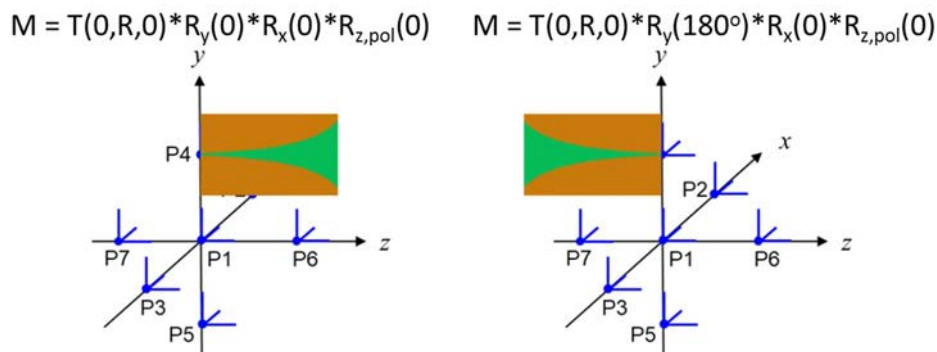 M = T(0,R,0)*Ry(0)*Rx(0)*Rz,pol(0)
M = T(0,R,0)*Ry(180º)*Rx(0)*Rz,pol(0)
y
P4
z
P7
P1
P6
P3
P5
y
x
P2
z
P7
P1
P6
P3
P5